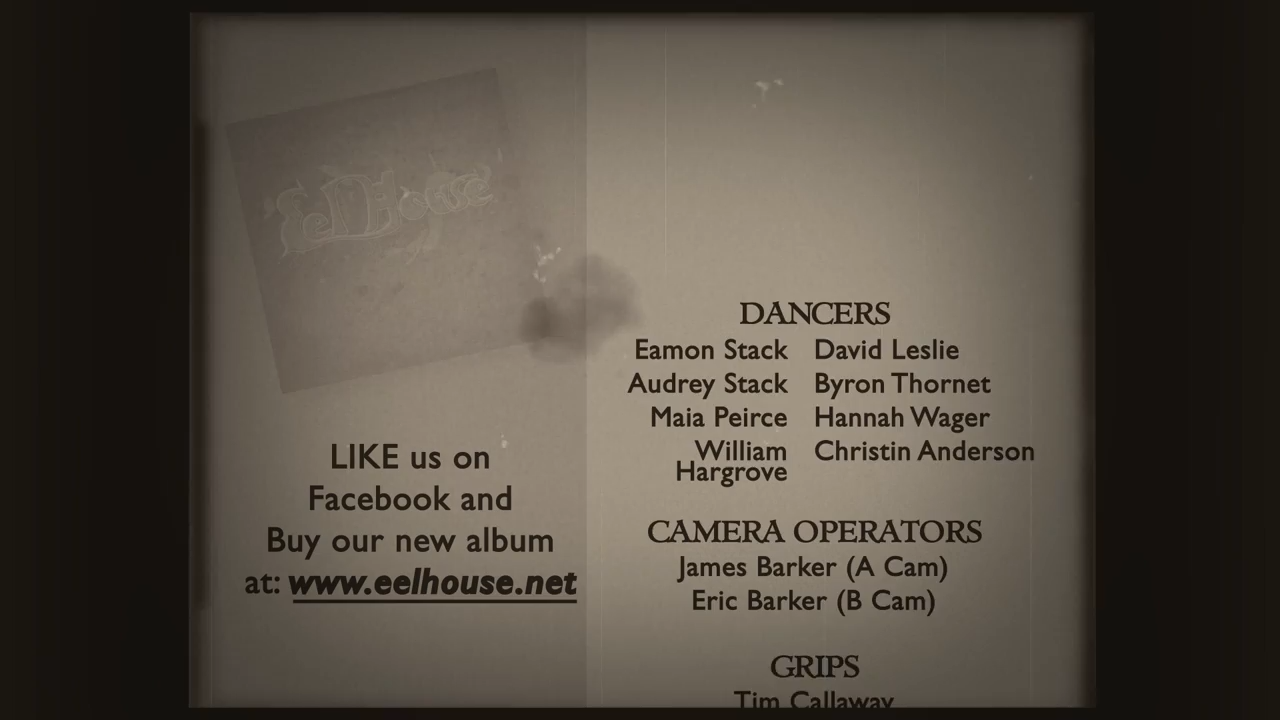 EelHouse
LIKE us on
Facebook and
Buy our new album
at: www.eelhouse.net
DANCERS
Eamon Stack David Leslie
Audrey Stack Byron Thornet
Maia Peirce Hannah Wager
William Christin Anderson
Hargrove
CAMERA OPERATORS
James Barker (A Cam)
Eric Barker (B Cam)
GRIPS
Tim Callaway